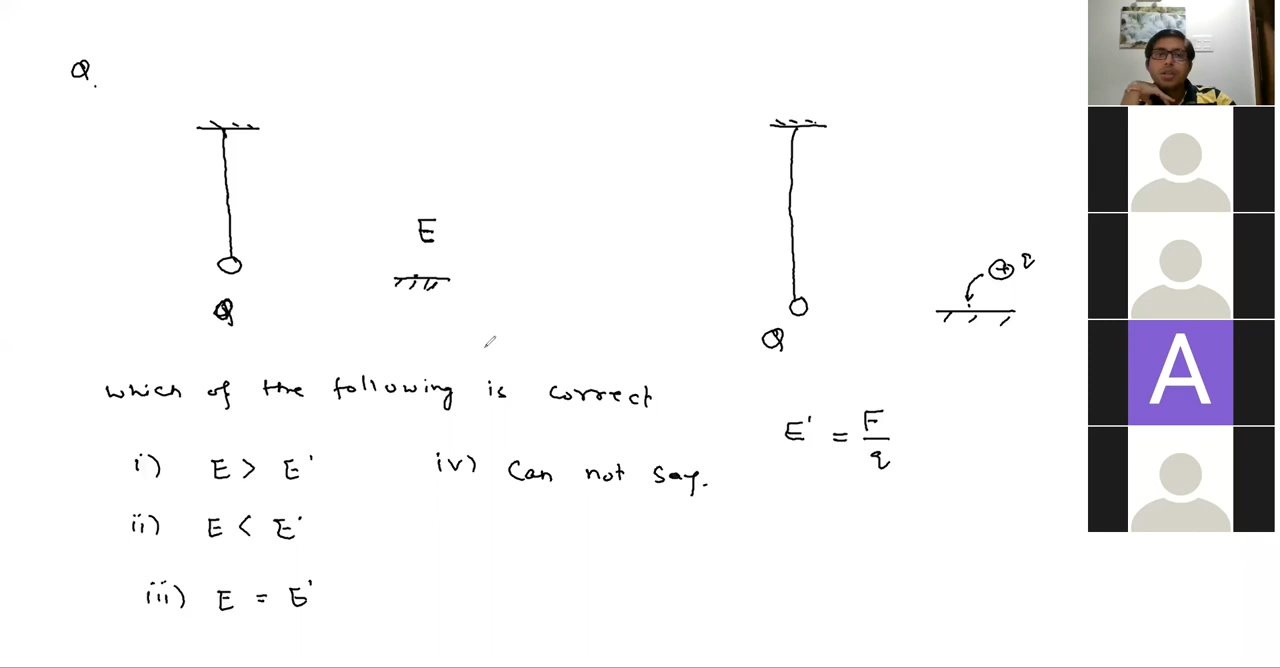 Q.
E
q
Q
Q
which of the following is correct
E' = F/q
i) E > E'
iv) Can not say.
ii) E < E'
iii) E = E'
A